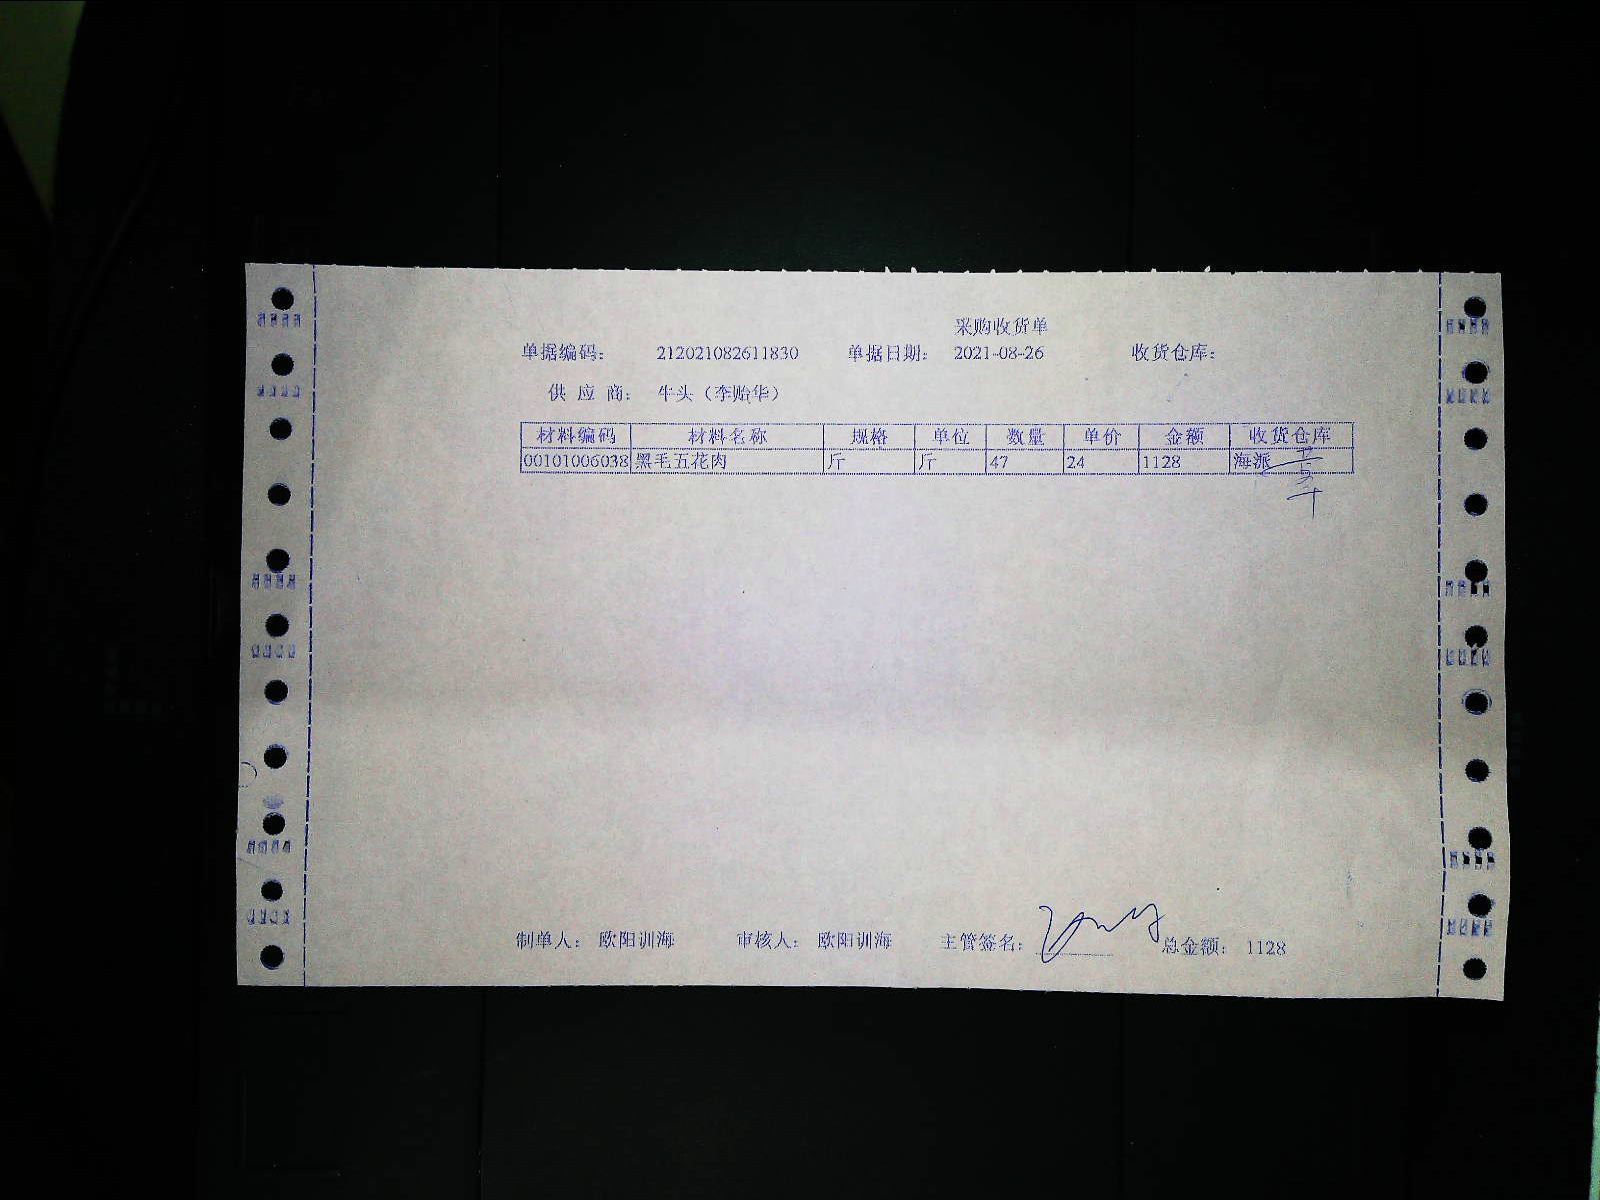 采购收货单
单据编码： 212021082611830 单据日期： 2021-08-26 收货仓库：
供 应 商： 牛头（李贻华）
材料编码 材料名称 规格 单位 数量 单价 金额 收货仓库
00101006038 黑毛五花肉 斤 斤 47 24 1128 海派
制单人： 欧阳训海 审核人： 欧阳训海 主管签名： 总金额： 1128